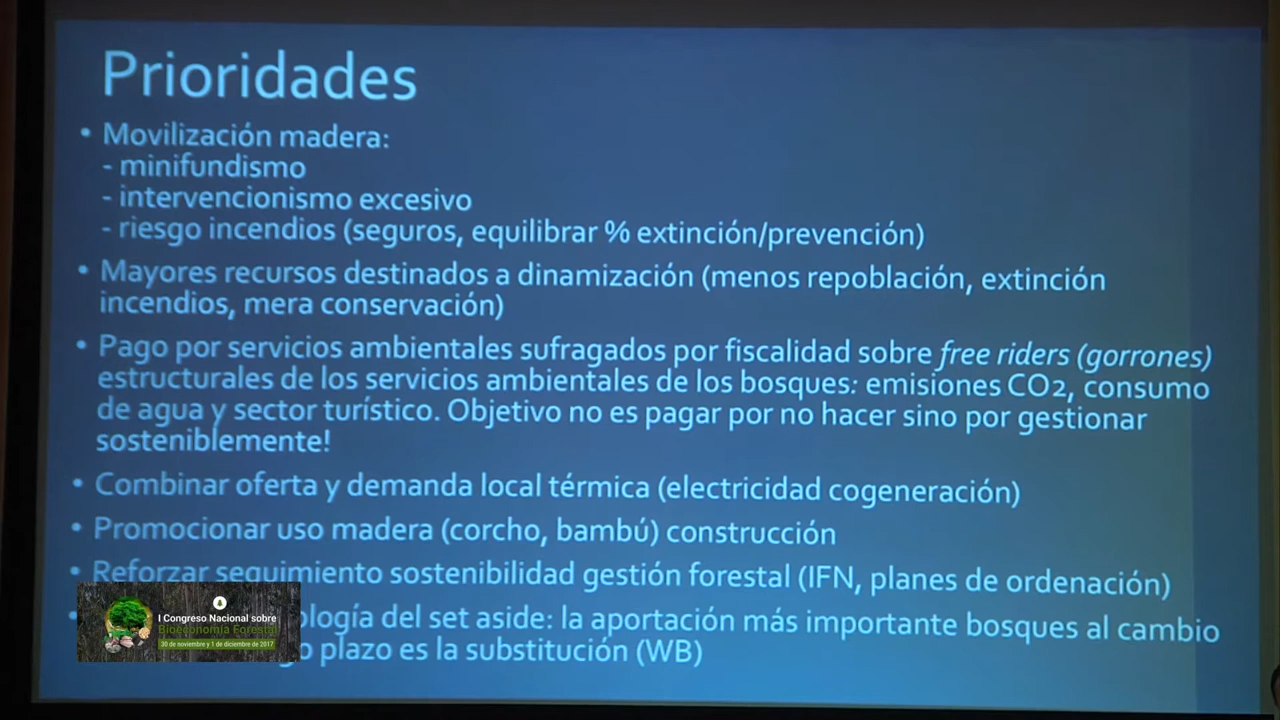 Prioridades
• Movilización madera:
- minifundismo
- intervencionismo excesivo
- riesgo incendios (seguros, equilibrar % extinción/prevención)
• Mayores recursos destinados a dinamización (menos repoblación, extinción
incendios, mera conservación)
• Pago por servicios ambientales sufragados por fiscalidad sobre free riders (gorrones)
estructurales de los servicios ambientales de los bosques: emisiones CO2, consumo
de agua y sector turístico. Objetivo no es pagar por no hacer sino por gestionar
sosteniblemente!
• Combinar oferta y demanda local térmica (electricidad cogeneración)
• Promocionar uso madera (corcho, bambú) construcción
• Reforzar seguimiento sostenibilidad gestión forestal (IFN, planes de ordenación)
• del set aside: la aportación más importante bosques al cambio
plazo es la substitución (WB)
I Congreso Nacional sobre
Bioeconomía Forestal
30 de noviembre y 1 de diciembre de 2017